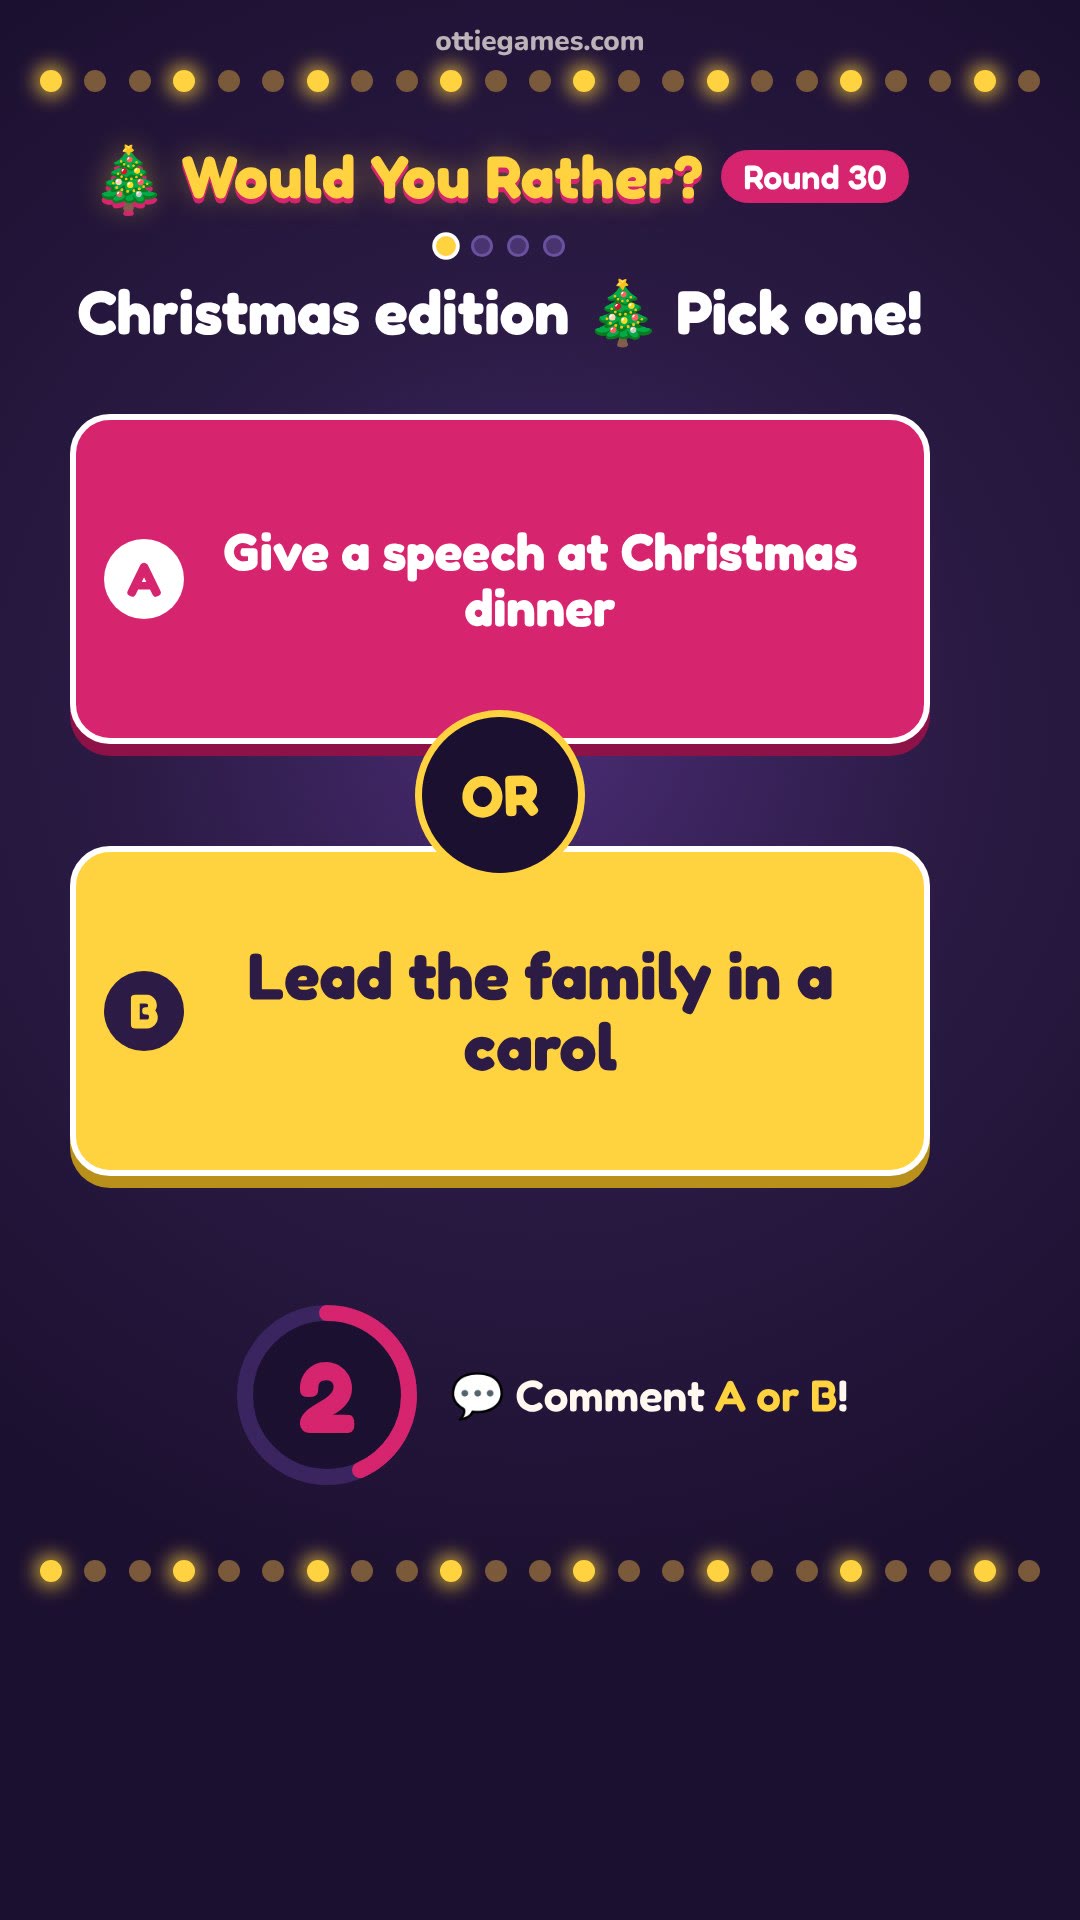 ottiegames.com
🎄 Would You Rather? Round 30
Christmas edition 🎄 Pick one!
A
Give a speech at Christmas
dinner
OR
B
Lead the family in a
carol
2
💬 Comment A or B!